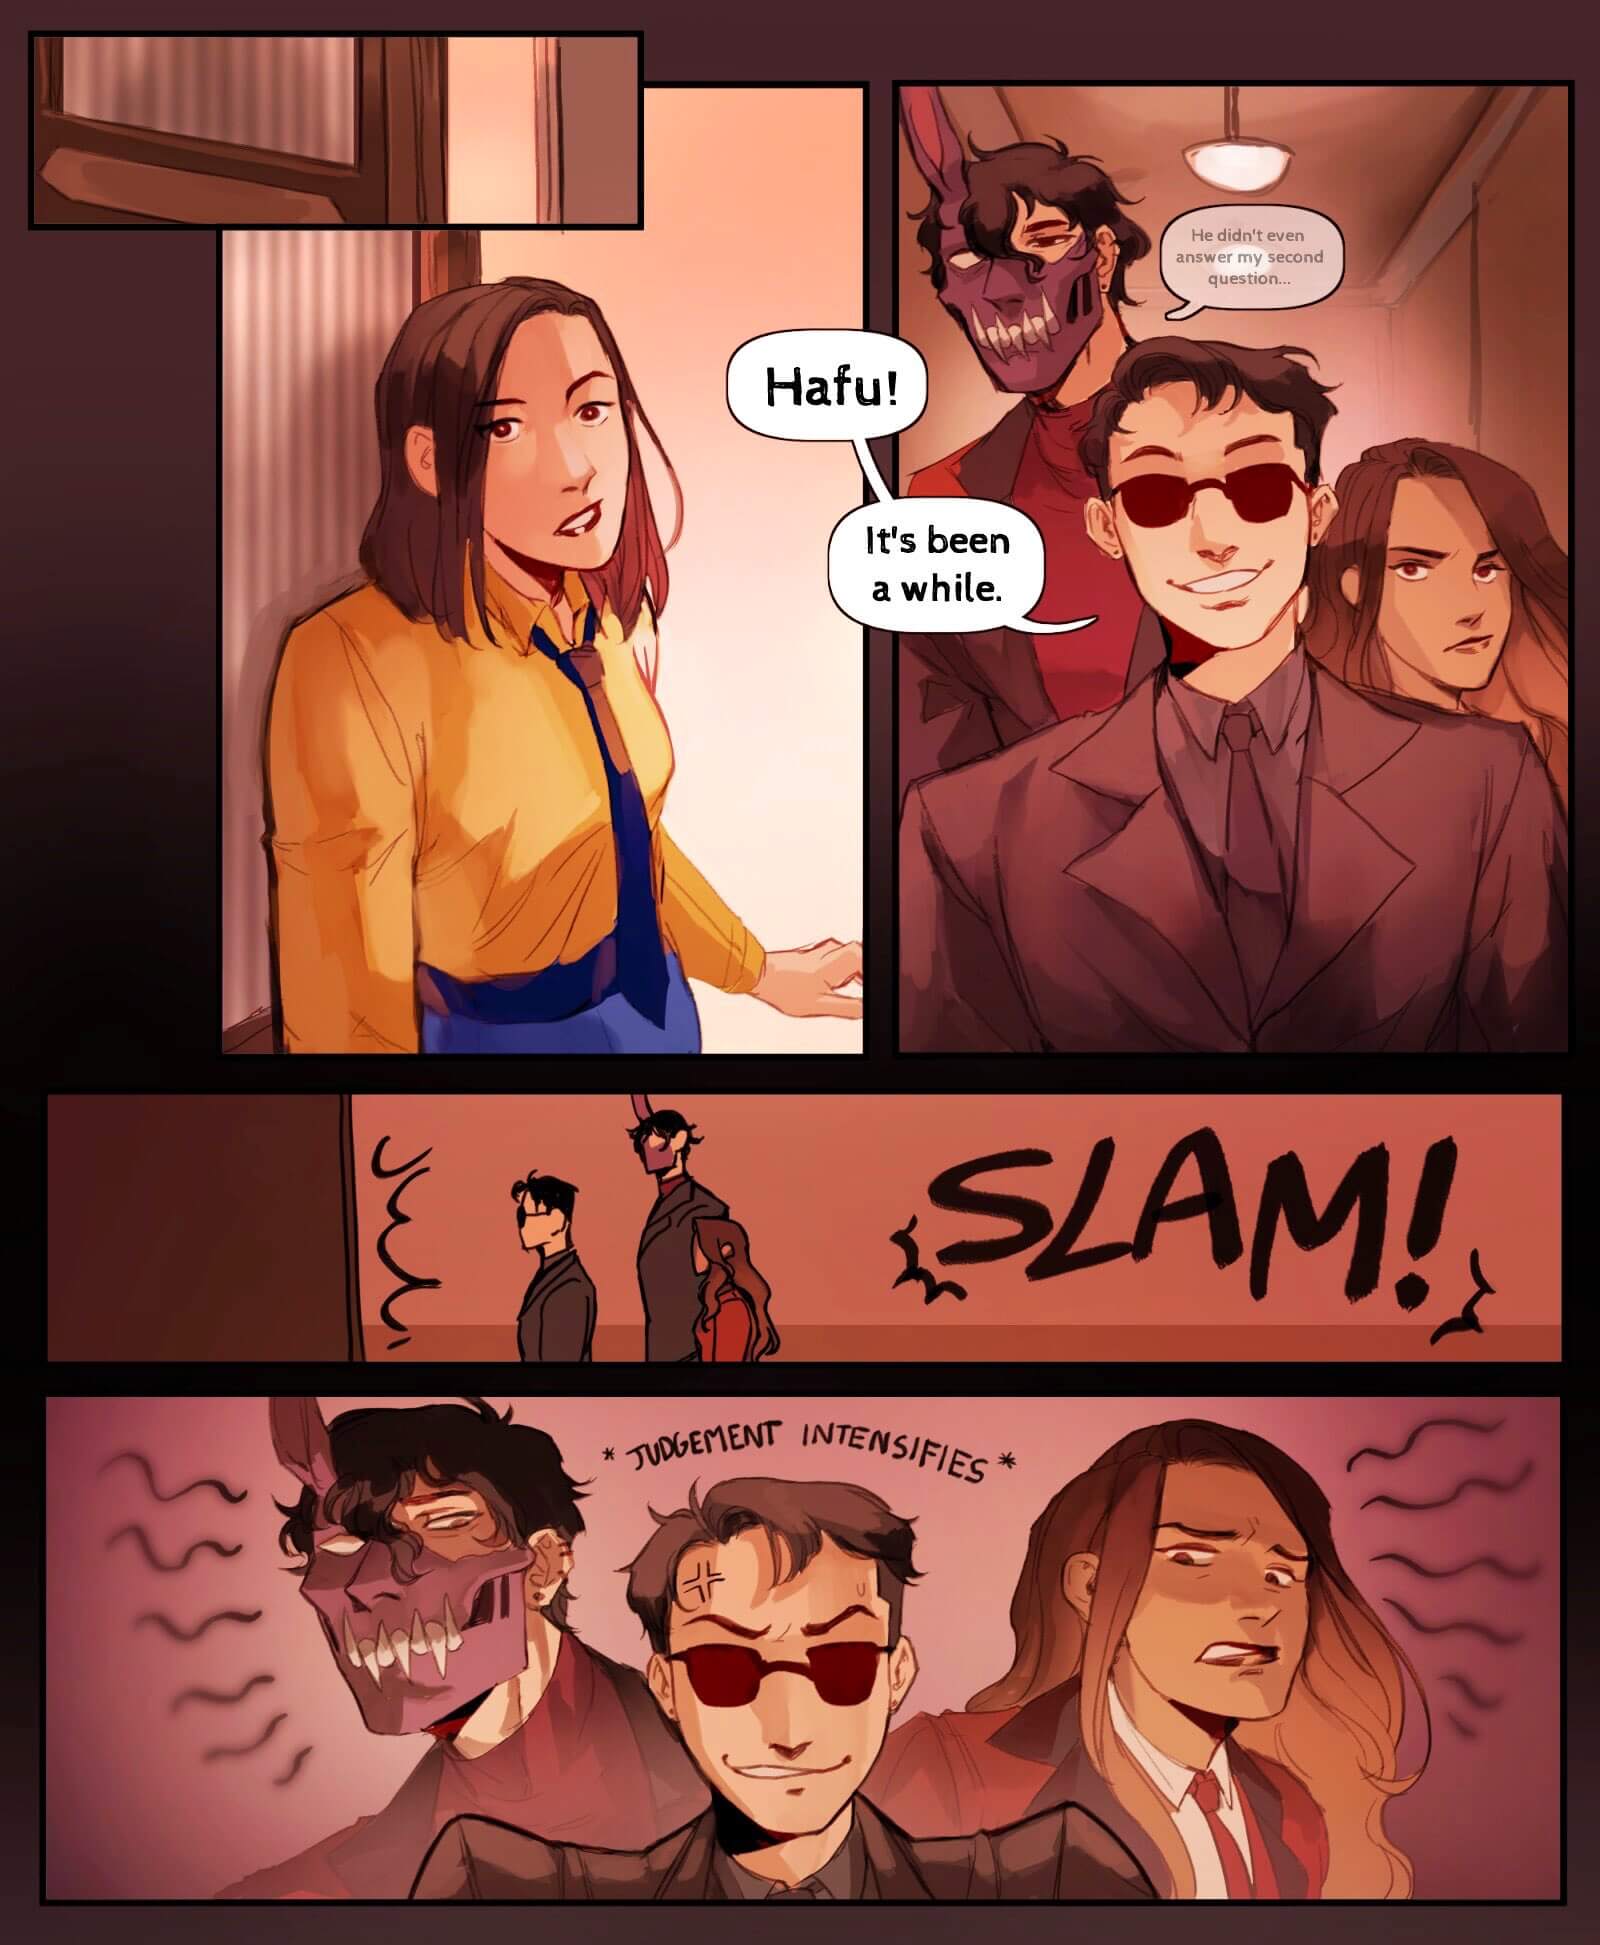 He didn't even
answer my second
question...
Hafu!
It's been
a while.
SLAM!
* JUDGEMENT INTENSIFIES *